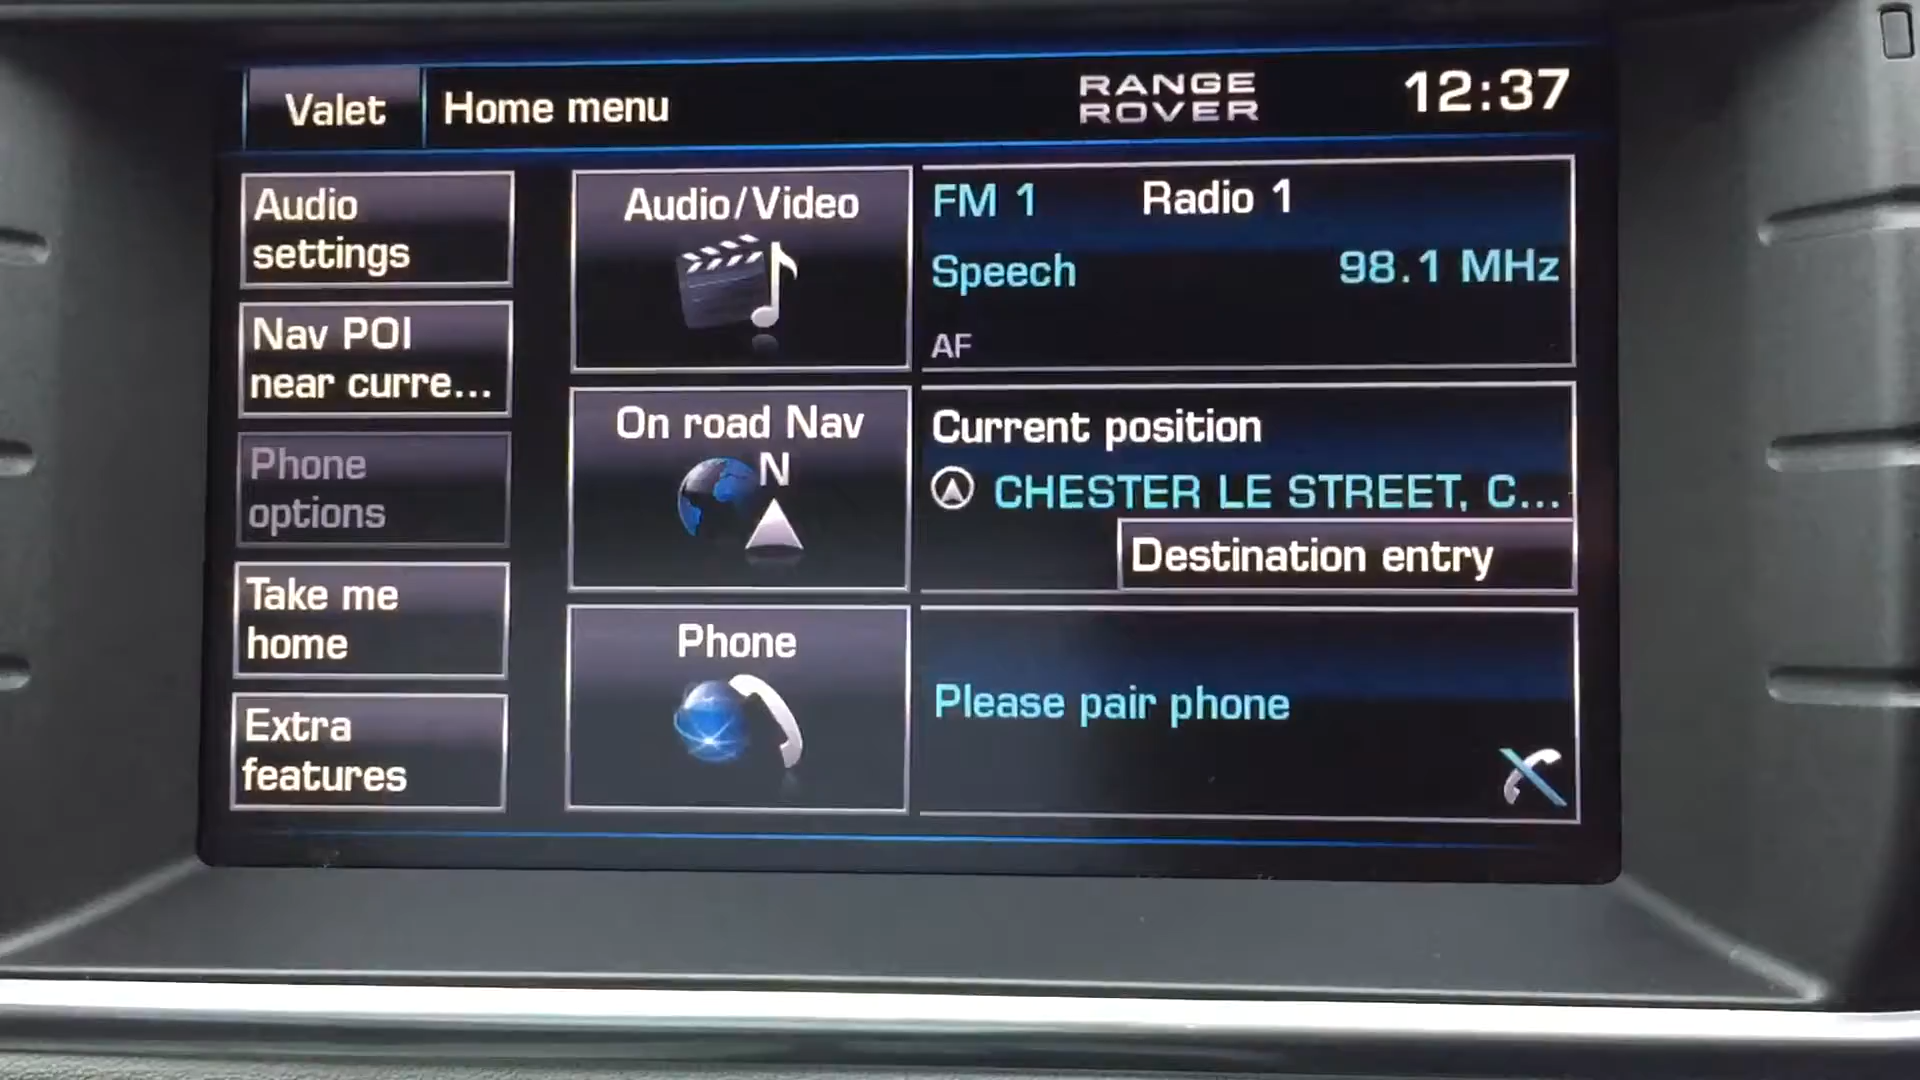 Valet
Home menu
RANGE
ROVER
12:37
Audio
settings
Nav POI
near curre...
Phone
options
Take me
home
Extra
features
Audio/Video
On road Nav
N
Phone
FM 1
Radio 1
Speech
98.1 MHz
AF
Current position
CHESTER LE STREET, C...
Destination entry
Please pair phone